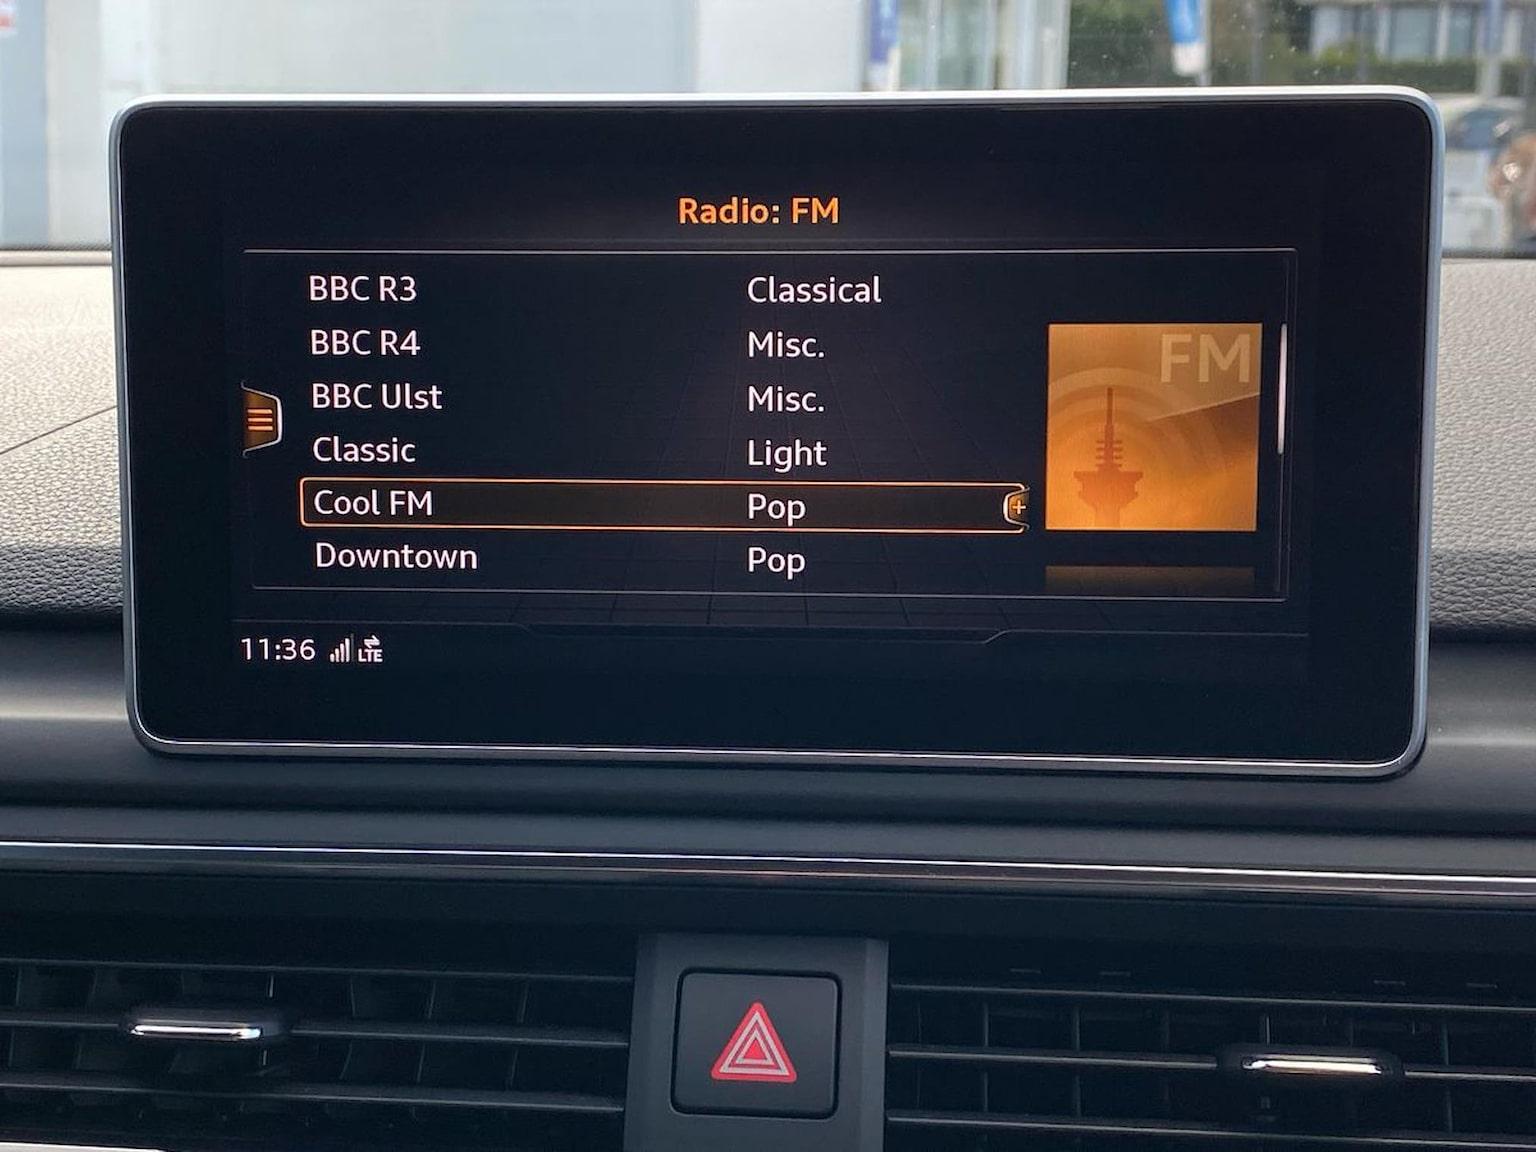 Radio: FM
BBC R3 Classical
BBC R4 Misc.
BBC Ulst Misc.
Classic Light
Cool FM Pop
Downtown Pop
FM
11:36 LTE